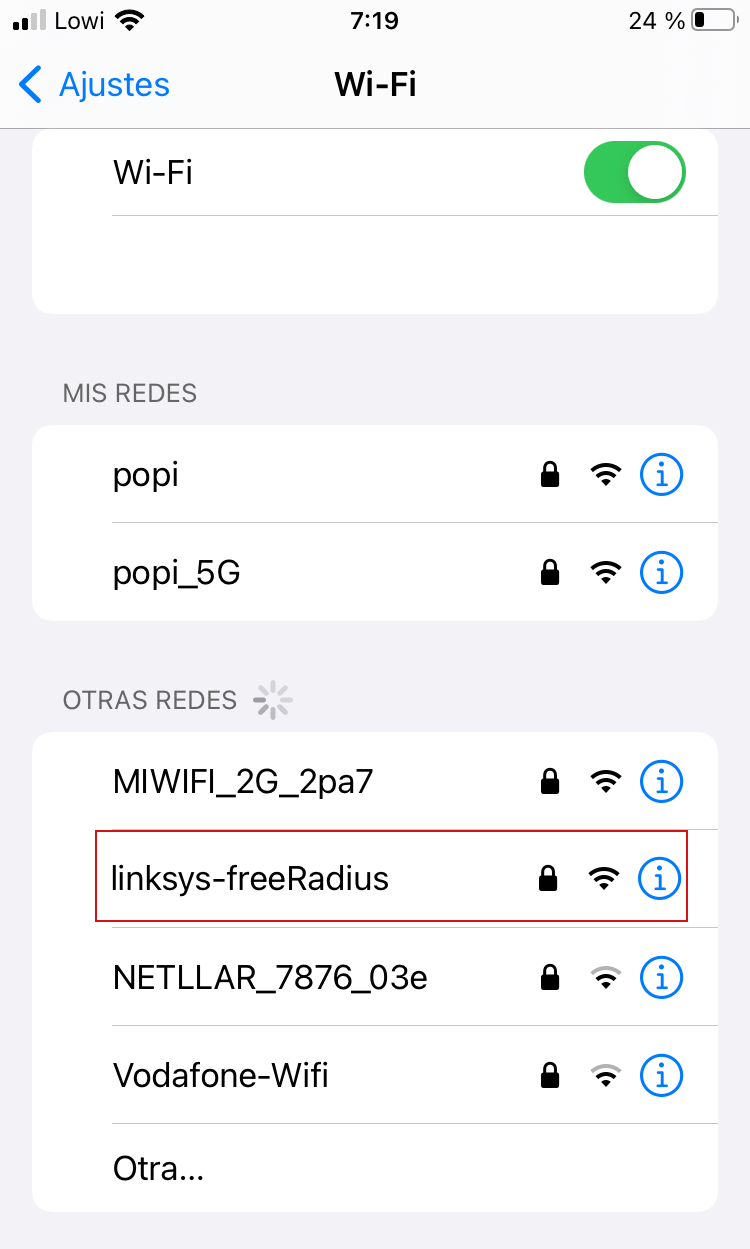 Lowi 7:19 24 %
Ajustes Wi-Fi
Wi-Fi
MIS REDES
popi
popi_5G
OTRAS REDES
MIWIFI_2G_2pa7
linksys-freeRadius
NETLLAR_7876_03e
Vodafone-Wifi
Otra...